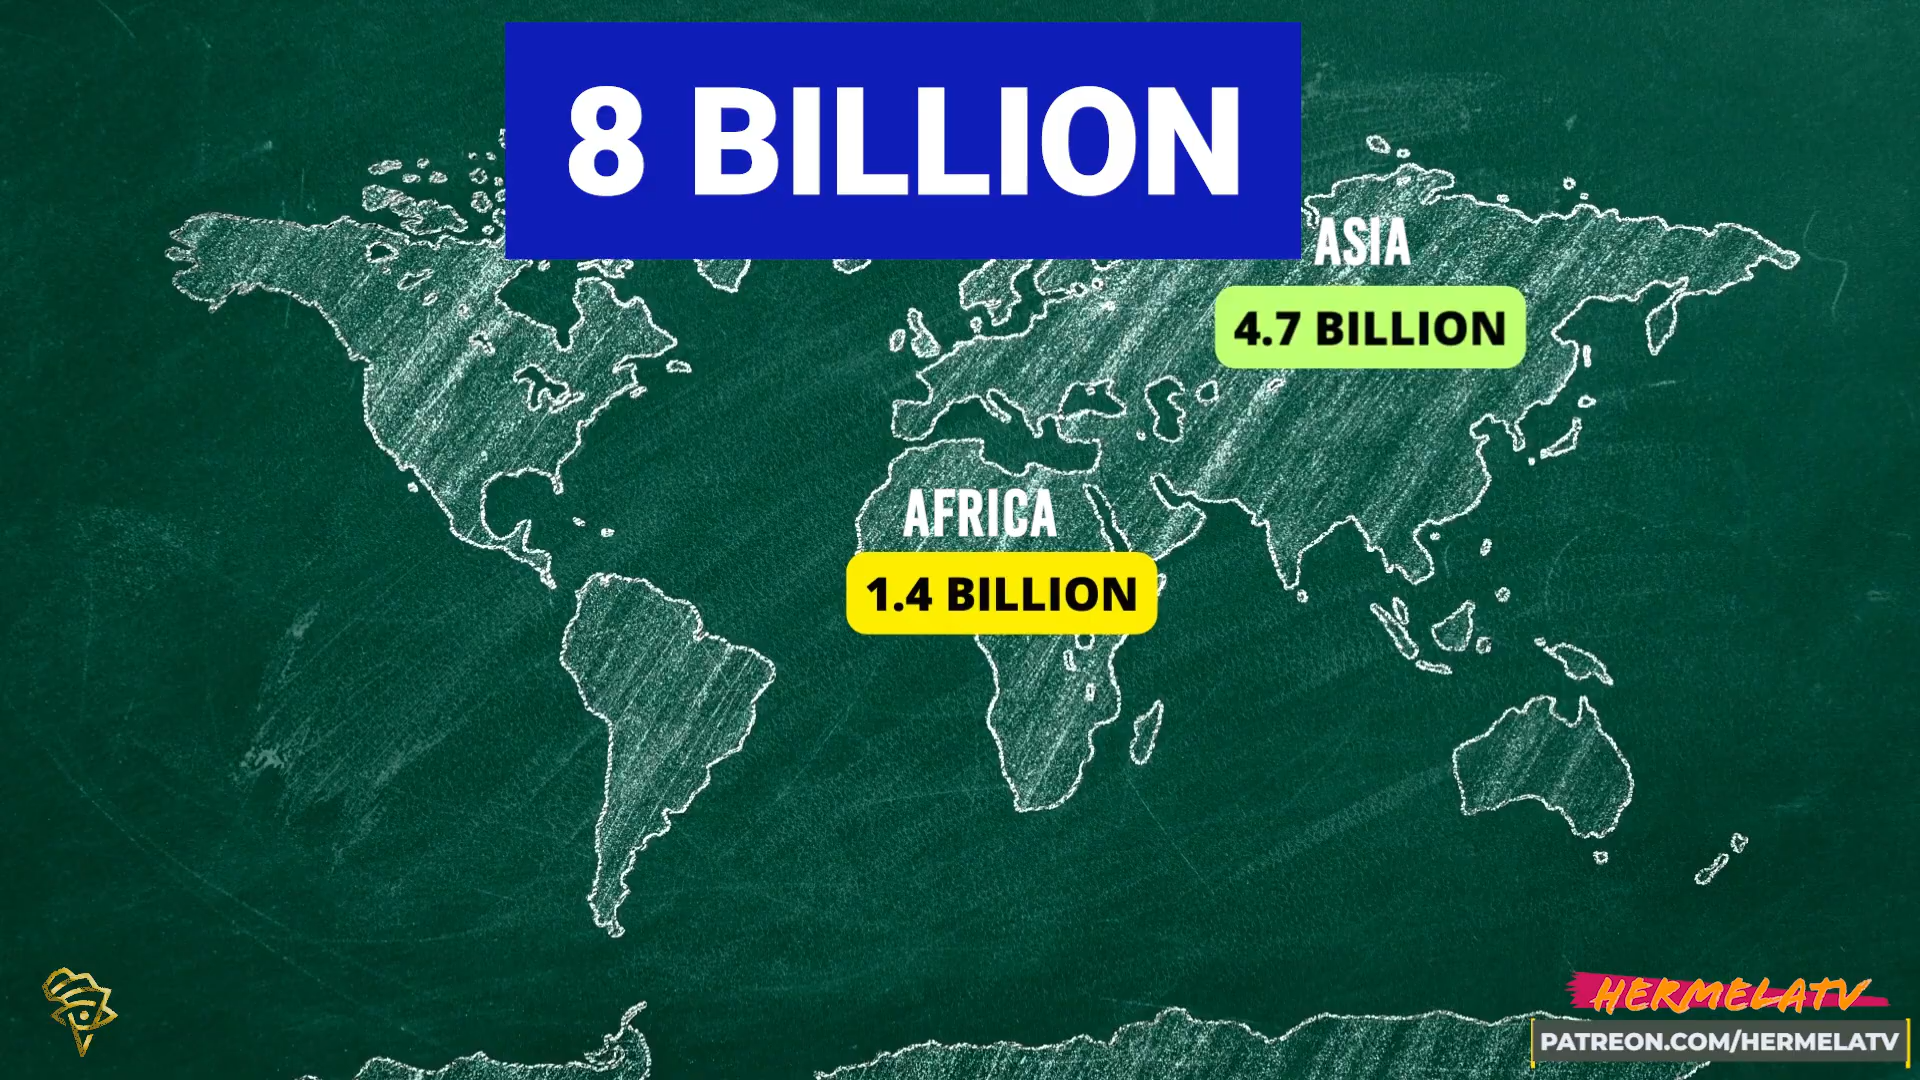 8 BILLION
ASIA
4.7 BILLION
AFRICA
1.4 BILLION
HERMELATV
PATREON.COM/HERMELATV